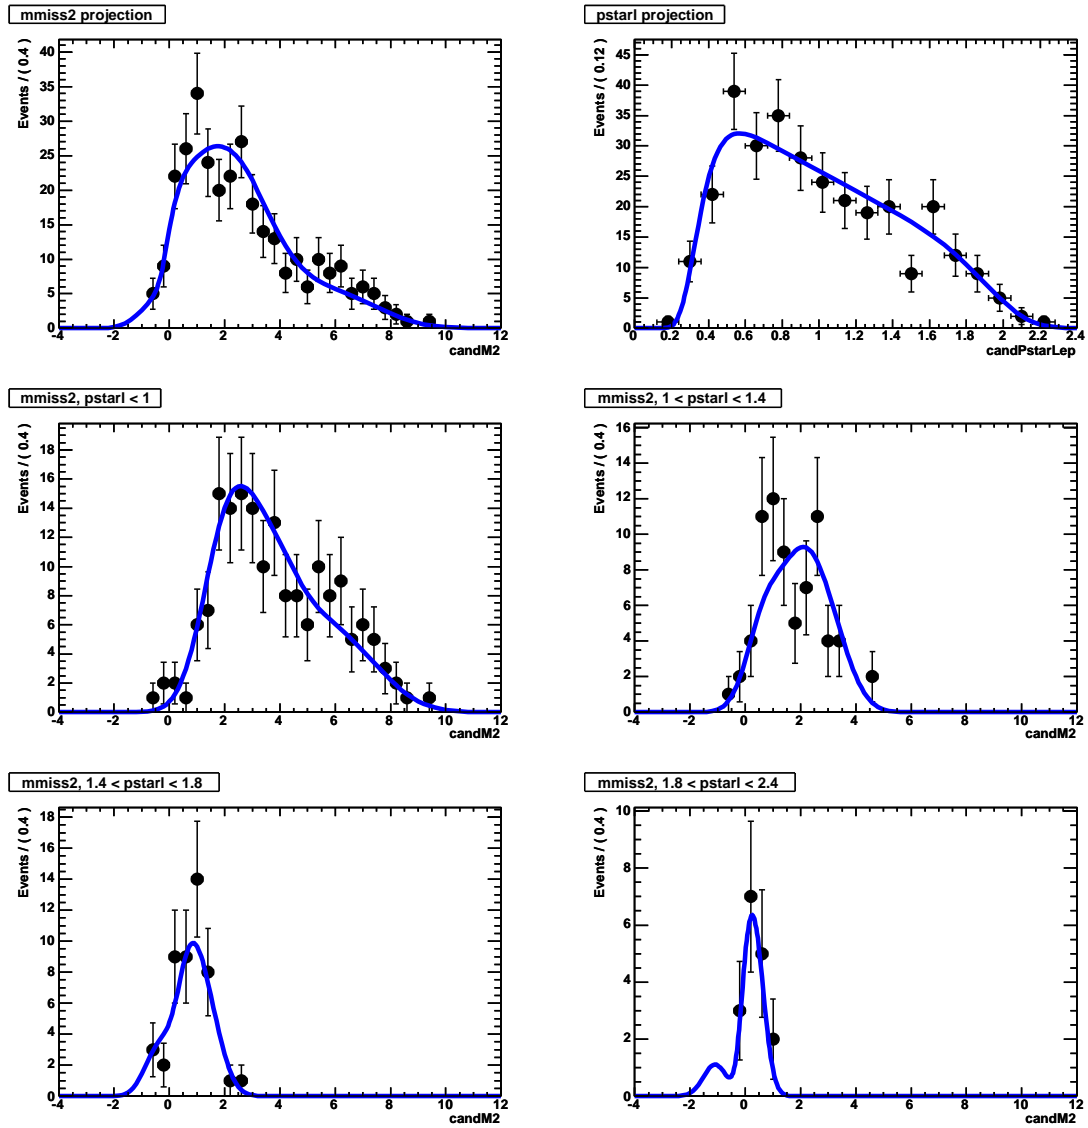 mmiss2 projection
Events / ( 0.4 )
40
35
30
25
20
15
10
5
0
-4 -2 0 2 4 6 8 10 12
candM2
pstarl projection
Events / ( 0.12 )
45
40
35
30
25
20
15
10
5
0
0 0.2 0.4 0.6 0.8 1 1.2 1.4 1.6 1.8 2 2.2 2.4
candPstarLep
mmiss2, pstarl < 1
Events / ( 0.4 )
18
16
14
12
10
8
6
4
2
0
-4 -2 0 2 4 6 8 10 12
candM2
mmiss2, 1 < pstarl < 1.4
Events / ( 0.4 )
16
14
12
10
8
6
4
2
0
-4 -2 0 2 4 6 8 10 12
candM2
mmiss2, 1.4 < pstarl < 1.8
Events / ( 0.4 )
18
16
14
12
10
8
6
4
2
0
-4 -2 0 2 4 6 8 10 12
candM2
mmiss2, 1.8 < pstarl < 2.4
Events / ( 0.4 )
10
8
6
4
2
0
-4 -2 0 2 4 6 8 10 12
candM2